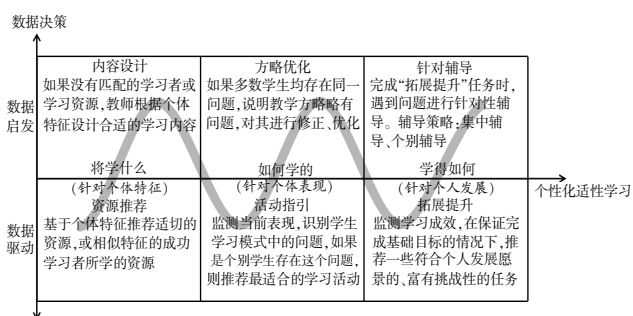 数据决策
内容设计
如果没有匹配的学习者或
学习资源,教师根据个体
特征设计合适的学习内容
方略优化
如果多数学生均存在同一
问题,说明教学方略略有
问题,对其进行修正、优化
针对辅导
完成“拓展提升”任务时,
遇到问题进行针对性辅
导。辅导策略:集中辅
导、个别辅导
数据
启发
将学什么
如何学的
学得如何
个性化适性学习
(针对个体特征)
资源推荐
基于个体特征推荐适切的
资源,或相似特征的成功
学习者所学的资源
(针对个体表现)
活动指引
监测当前表现,识别学生
学习模式中的问题,如果
是个别学生存在这个问题,
则推荐最适合的学习活动
(针对个人发展)
拓展提升
监测学习成效,在保证完
成基础目标的情况下,推
荐一些符合个人发展愿
景的、富有挑战性的任务
数据
驱动